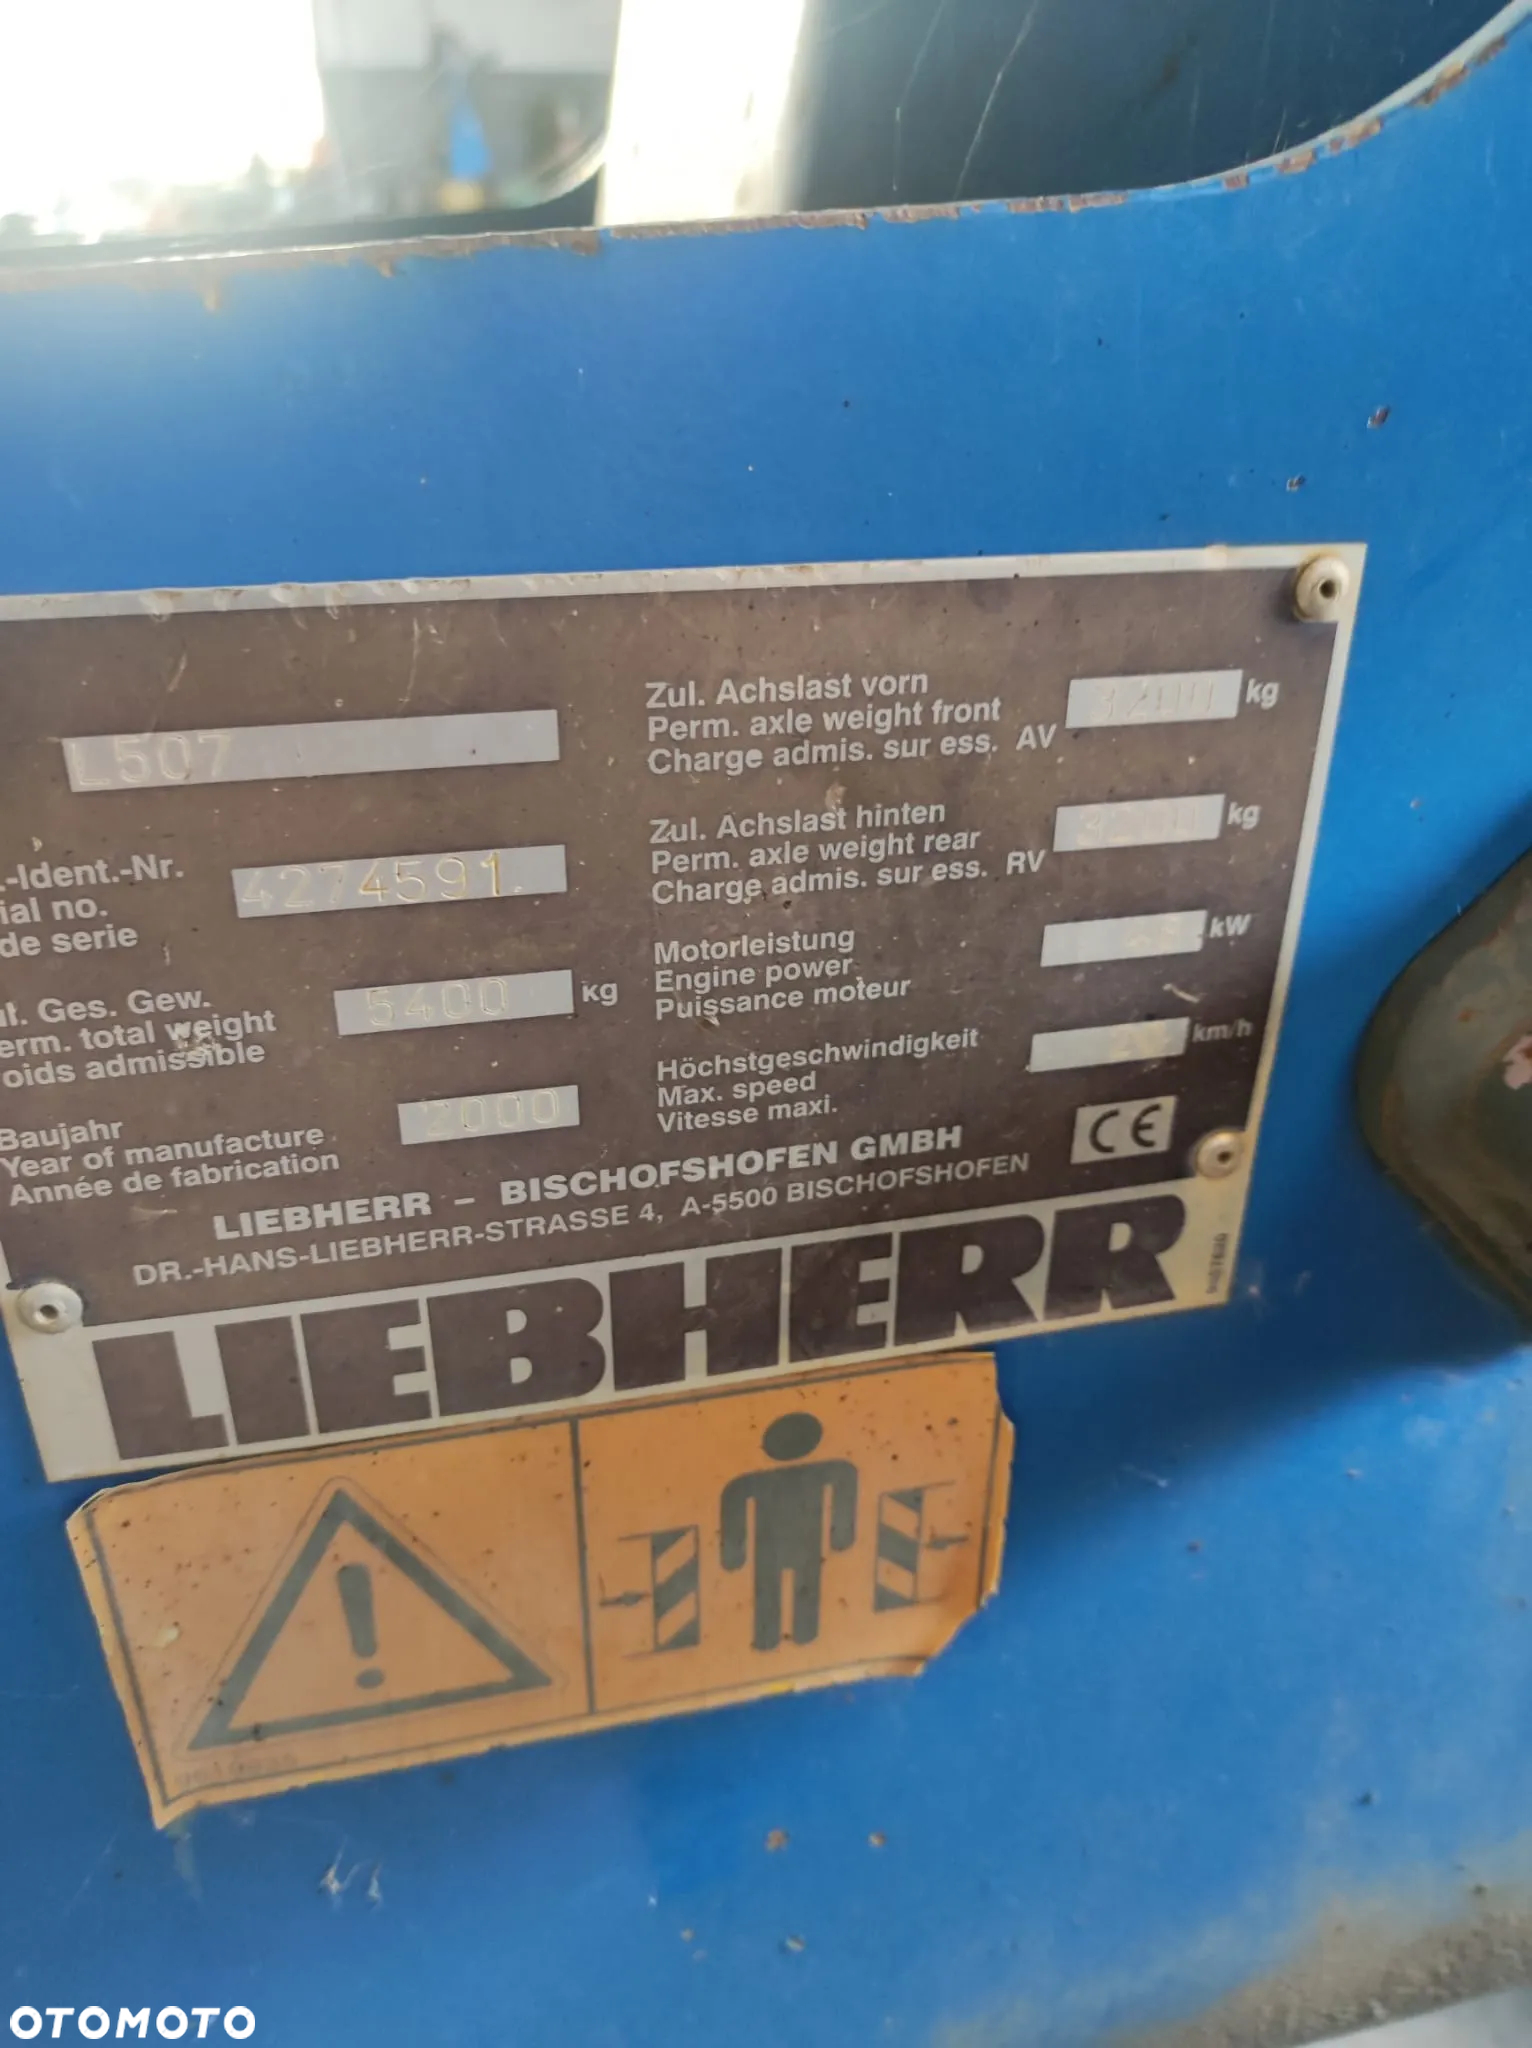 L507
Zul. Achslast vorn
Perm. axle weight front
Charge admis. sur ess. AV
3200 kg
Zul. Achslast hinten
Perm. axle weight rear
Charge admis. sur ess. RV
kg
.-Ident.-Nr.
ial no.
de serie
4274591.
Motorleistung
Engine power
Puissance moteur
kW
Ges. Gew.
erm. total weight
oids admissible
5400 kg
Höchstgeschwindigkeit
Max. speed
Vitesse maxi.
km/h
Baujahr
Year of manufacture
Année de fabrication
2000
CE
LIEBHERR – BISCHOFSHOFEN GMBH
DR.-HANS-LIEBHERR-STRASSE 4, A-5500 BISCHOFSHOFEN
LIEBHERR
OTOMOTO